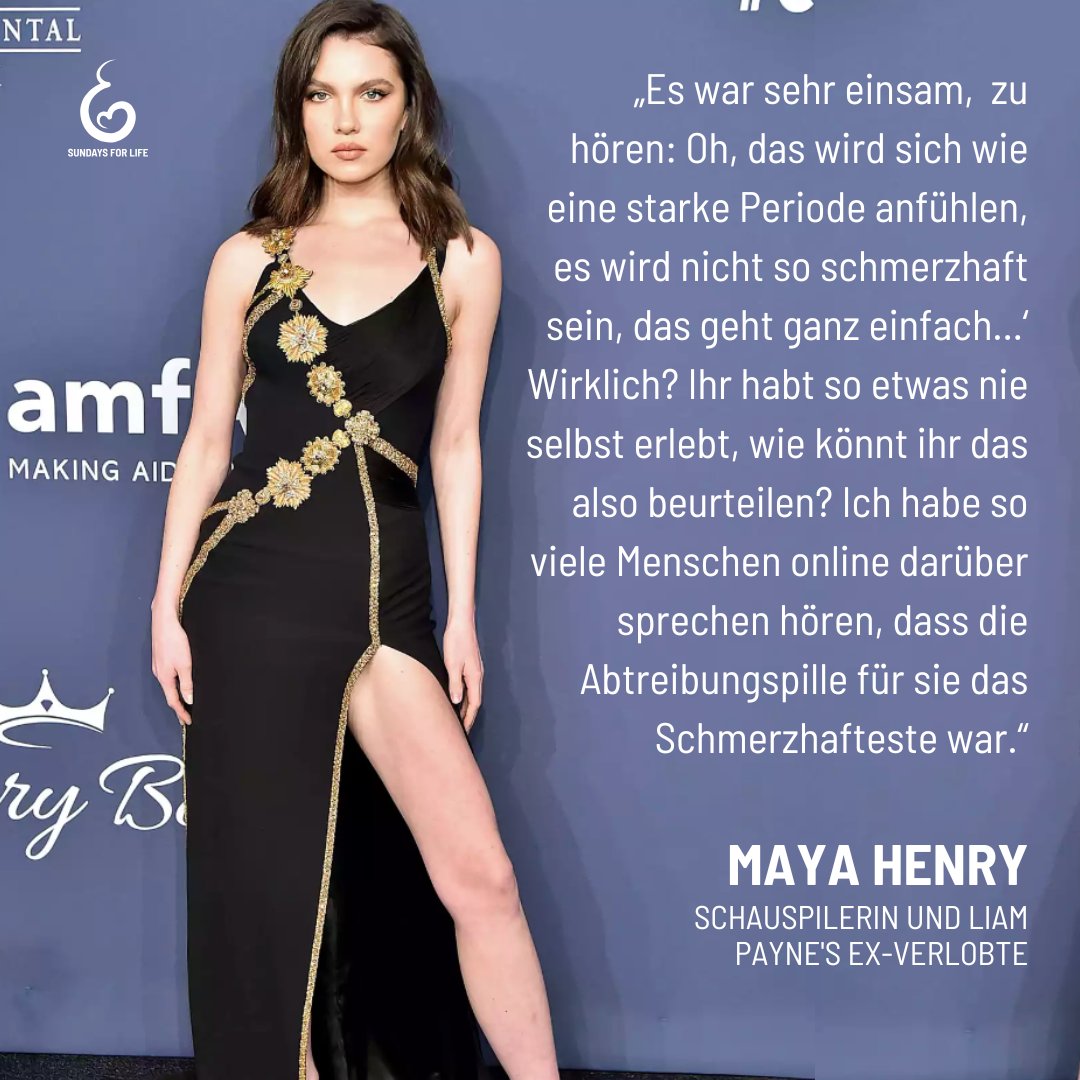 NTAL
SUNDAYS FOR LIFE
„Es war sehr einsam,  zu
hören: Oh, das wird sich wie
eine starke Periode anfühlen,
es wird nicht so schmerzhaft
sein, das geht ganz einfach...‘
Wirklich? Ihr habt so etwas nie
selbst erlebt, wie könnt ihr das
also beurteilen? Ich habe so
viele Menschen online darüber
sprechen hören, dass die
Abtreibungspille für sie das
Schmerzhafteste war.“
amf
MAKING AID
ry B
MAYA HENRY
SCHAUSPILERIN UND LIAM
PAYNE'S EX-VERLOBTE